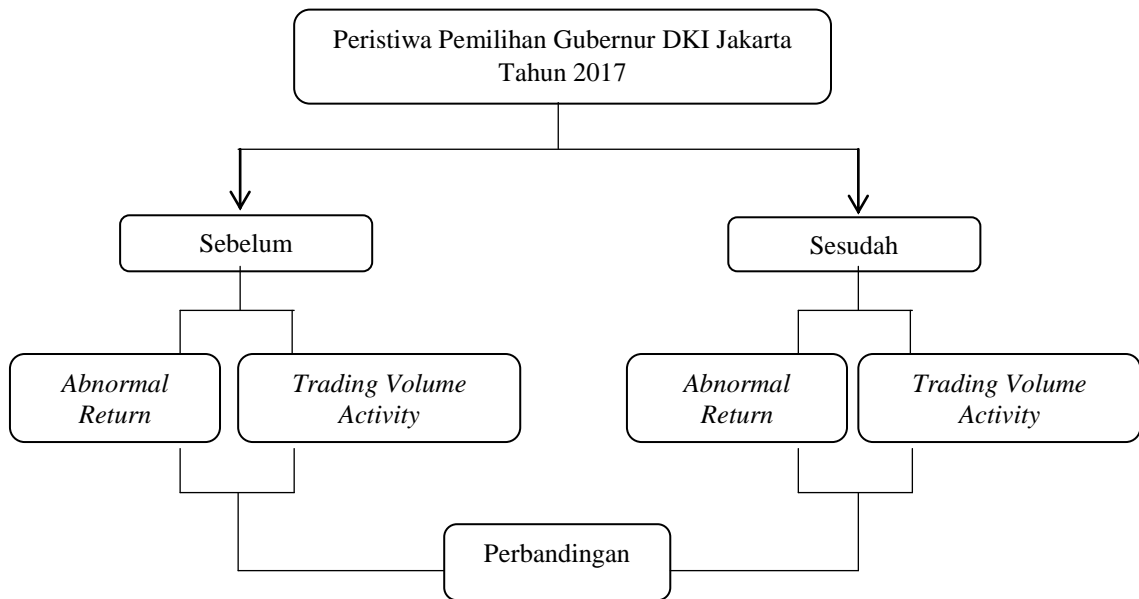 Peristiwa Pemilihan Gubernur DKI Jakarta
Tahun 2017
Sebelum
Sesudah
Abnormal
Return
Trading Volume
Activity
Abnormal
Return
Trading Volume
Activity
Perbandingan